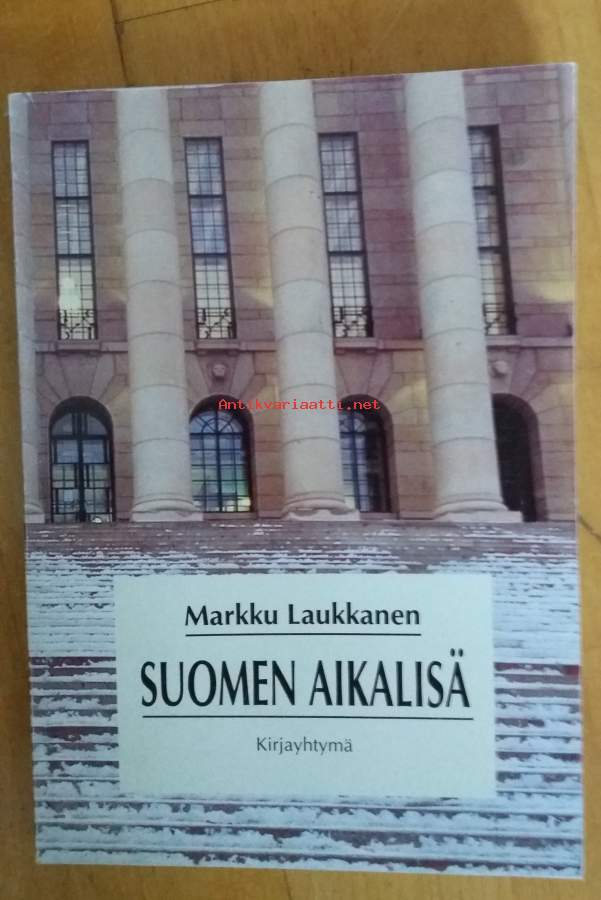 Antikvariaatti.net
Markku Laukkanen
SUOMEN AIKALISÄ
Kirjayhtymä